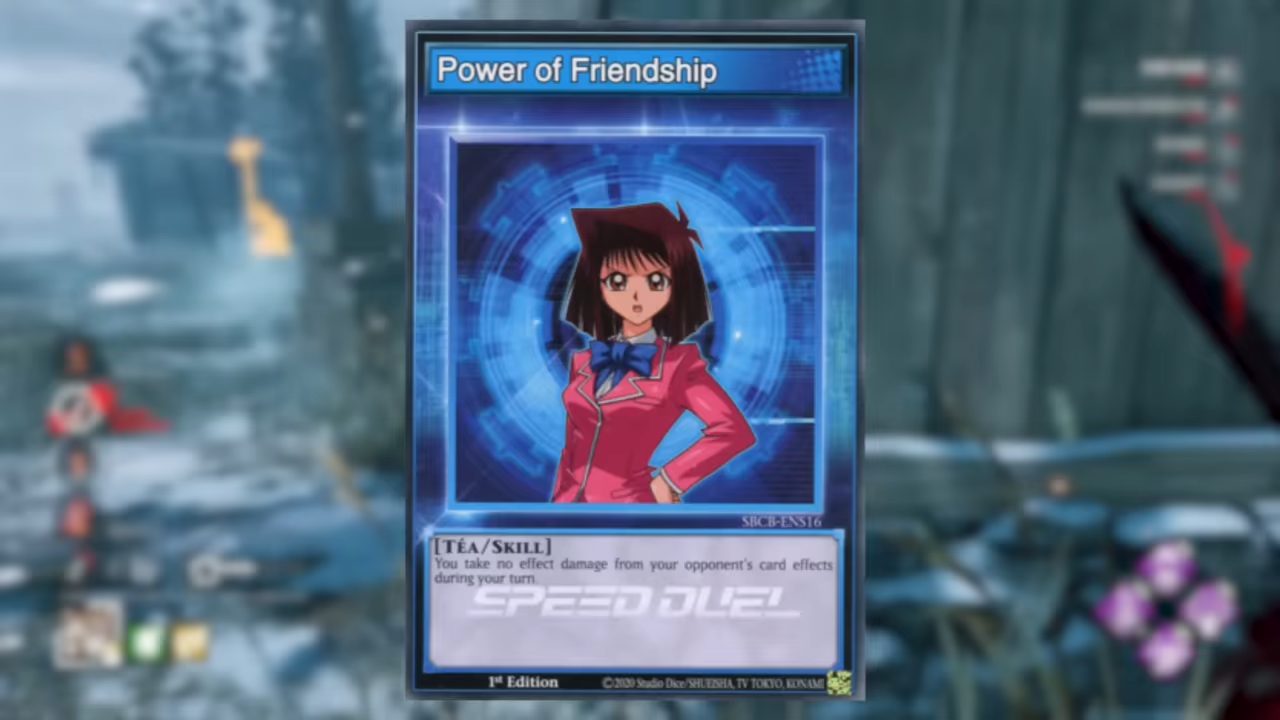 Power of Friendship
SBCB-ENS16
[TÉA/SKILL]
You take no effect damage from your opponent's card effects
during your turn.
SPEED DUEL
1st Edition
©2020 Studio Dice/SHUEISHA, TV TOKYO, KONAMI